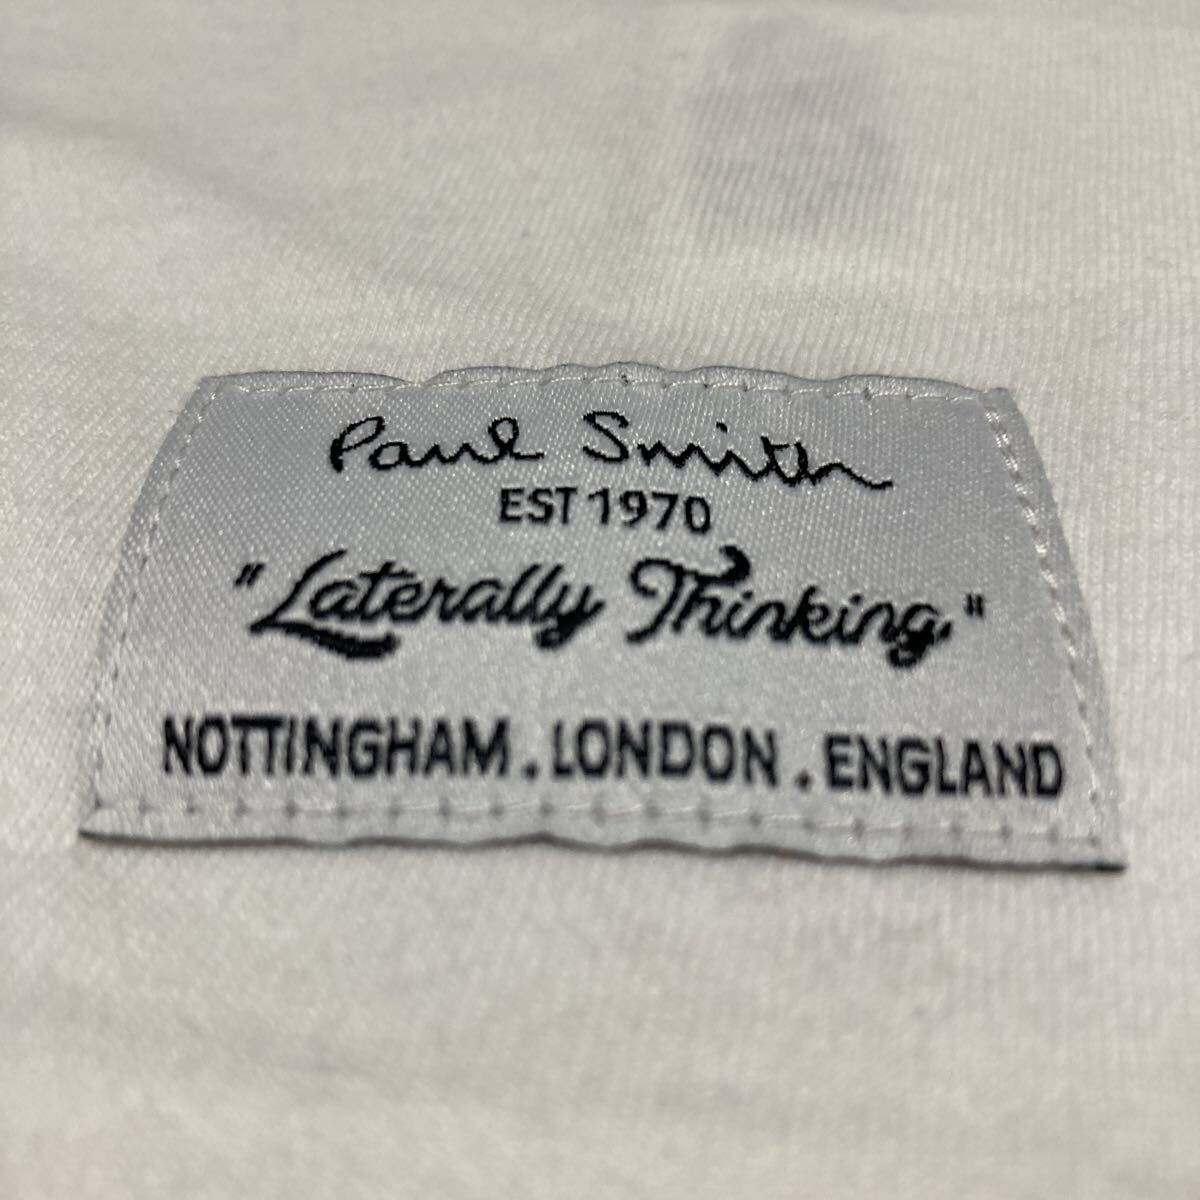 Paul Smith
EST 1970
"Laterally Thinking,"
NOTTINGHAM . LONDON . ENGLAND